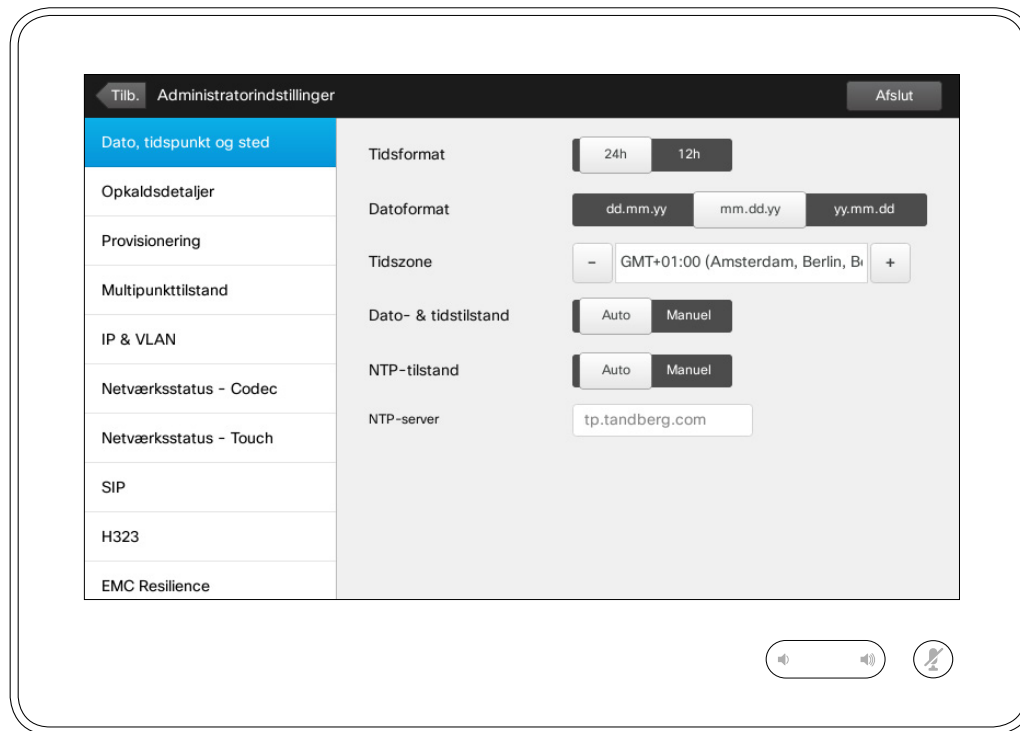 Tilb. Administratorindstillinger Afslut
Dato, tidspunkt og sted
Opkaldsdetaljer
Provisionering
Multipunkttilstand
IP & VLAN
Netværksstatus - Codec
Netværksstatus - Touch
SIP
H323
EMC Resilience
Tidsformat 24h 12h
Datoformat dd.mm.yy mm.dd.yy yy.mm.dd
Tidszone - GMT+01:00 (Amsterdam, Berlin, +
Dato- & tidstilstand Auto Manuel
NTP-tilstand Auto Manuel
NTP-server tp.tandberg.com